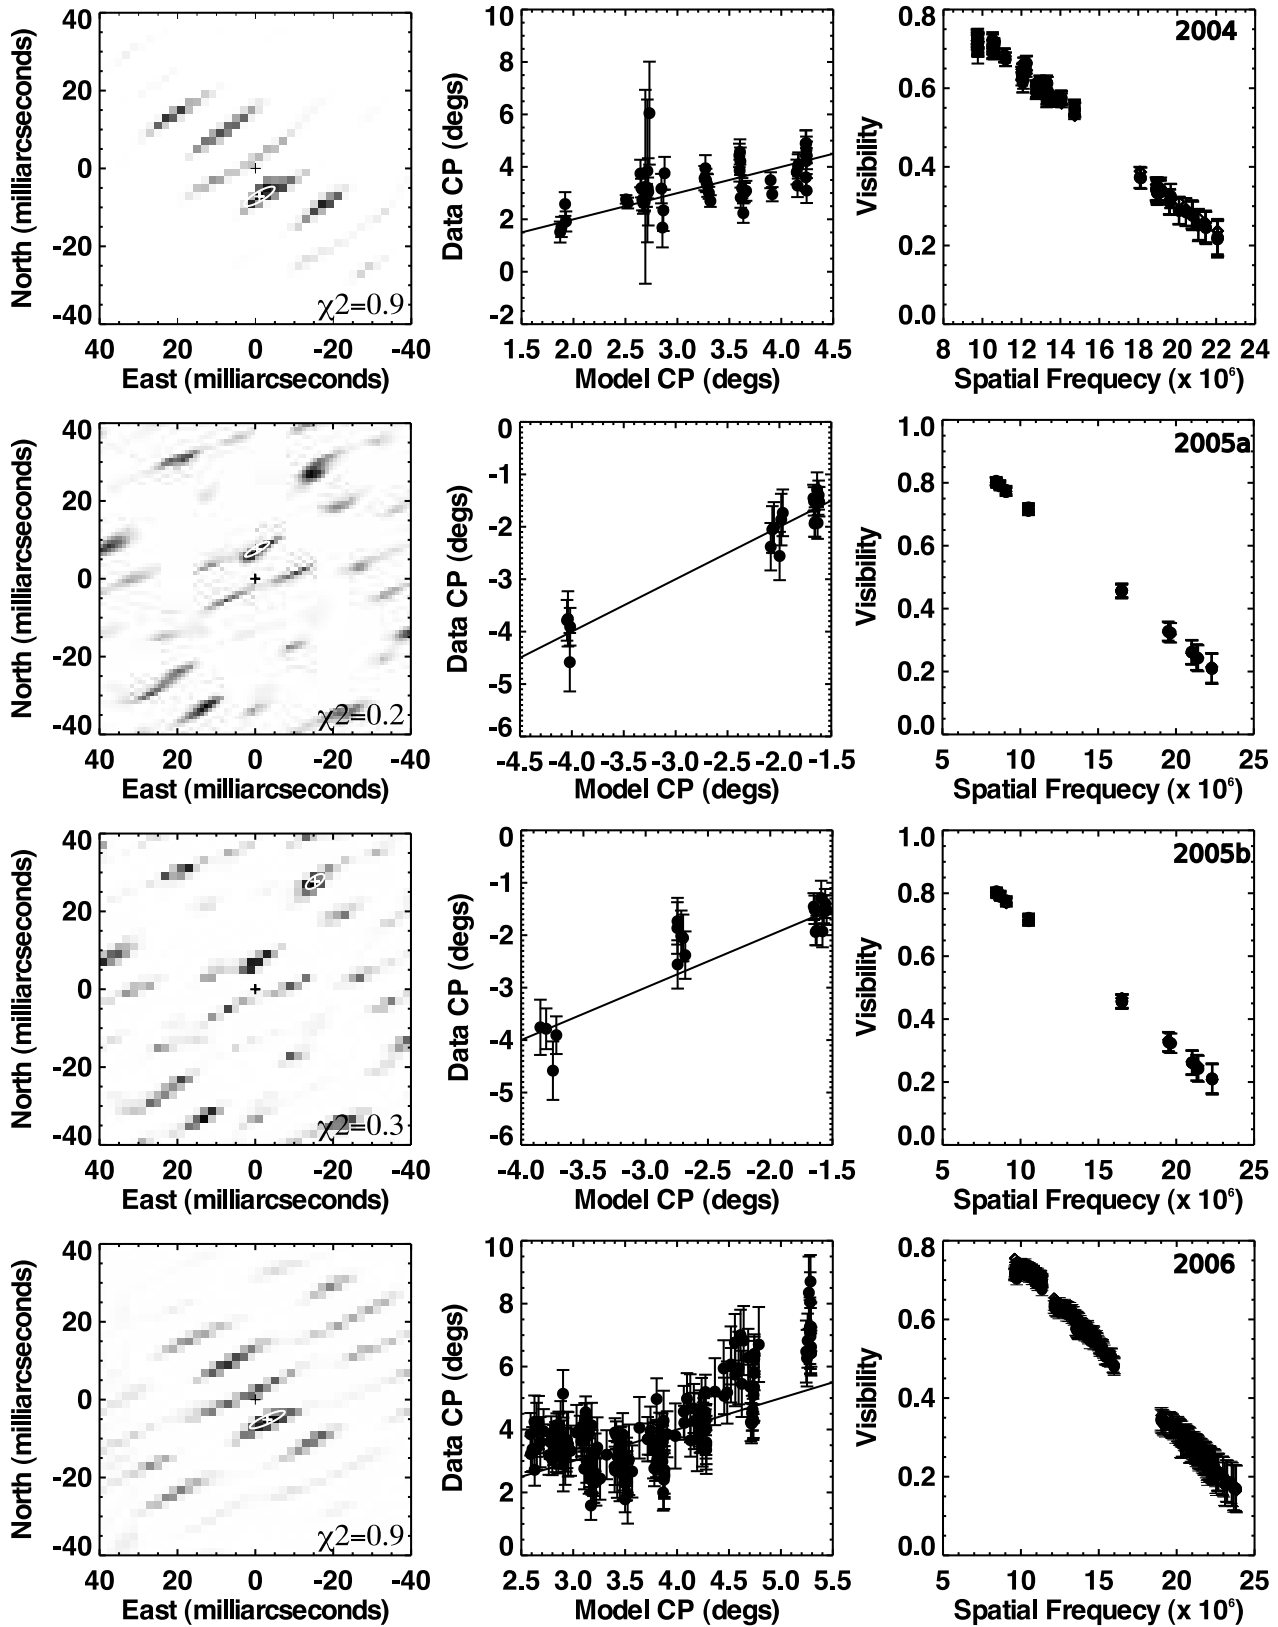 40
20
0
-20
-40
40 20 0 -20 -40
North (milliarcseconds)
East (milliarcseconds)
χ2=0.9
10
8
6
4
2
0
-2
1.5 2.0 2.5 3.0 3.5 4.0 4.5
Data CP (degs)
Model CP (degs)
0.8
0.6
0.4
0.2
0.0
8 10 12 14 16 18 20 22 24
Visibility
Spatial Frequecy (x 10⁶)
2004
40
20
0
-20
-40
40 20 0 -20 -40
North (milliarcseconds)
East (milliarcseconds)
χ2=0.2
0
-1
-2
-3
-4
-5
-6
-4.5 -4.0 -3.5 -3.0 -2.5 -2.0 -1.5
Data CP (degs)
Model CP (degs)
1.0
0.8
0.6
0.4
0.2
0.0
5 10 15 20 25
Visibility
Spatial Frequecy (x 10⁶)
2005a
40
20
0
-20
-40
40 20 0 -20 -40
North (milliarcseconds)
East (milliarcseconds)
χ2=0.3
0
-1
-2
-3
-4
-5
-6
-4.0 -3.5 -3.0 -2.5 -2.0 -1.5
Data CP (degs)
Model CP (degs)
1.0
0.8
0.6
0.4
0.2
0.0
5 10 15 20 25
Visibility
Spatial Frequecy (x 10⁶)
2005b
40
20
0
-20
-40
40 20 0 -20 -40
North (milliarcseconds)
East (milliarcseconds)
χ2=0.9
10
8
6
4
2
0
2.5 3.0 3.5 4.0 4.5 5.0 5.5
Data CP (degs)
Model CP (degs)
0.8
0.6
0.4
0.2
0.0
5 10 15 20 25
Visibility
Spatial Frequecy (x 10⁶)
2006